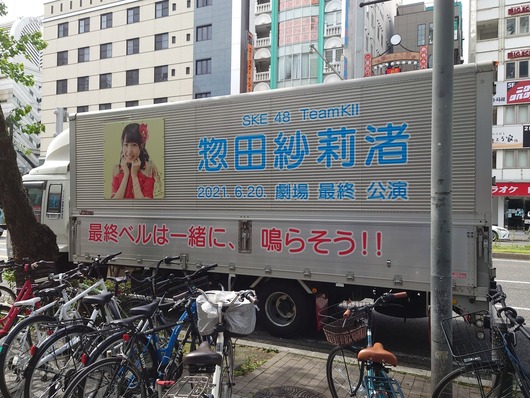 SKE 48 TeamKⅡ
惣田紗莉渚
2021. 6.20. 劇場 最終 公演
最終ベルは一緒に、鳴らそう!!